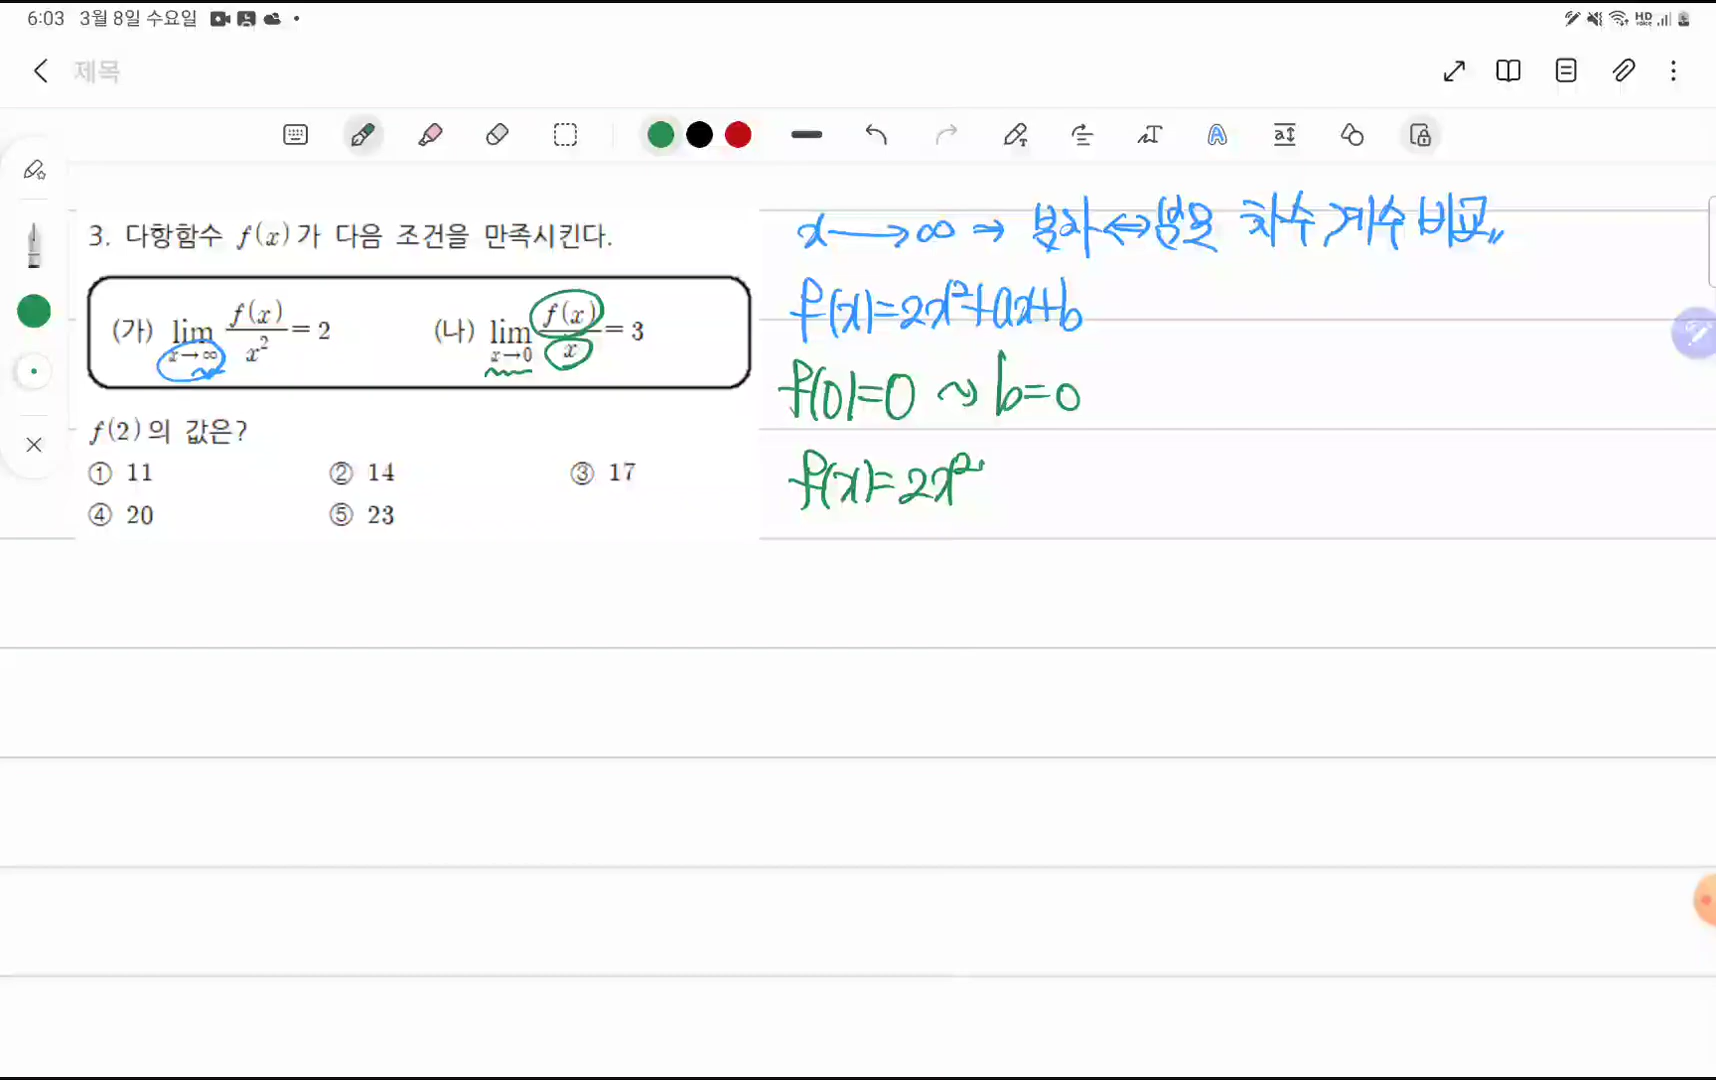 6:03 3월 8일 수요일
제목
3. 다항함수 f(x)가 다음 조건을 만족시킨다.
(가) lim x→∞ f(x)/x² = 2 (나) lim x→0 f(x)/x = 3
f(2)의 값은?
① 11 ② 14 ③ 17
④ 20 ⑤ 23
x→∞ ⇒ 분자↔분모 차수, 계수 비교
f(x)=2x²+ax+b
f(0)=0 ↝ b=0
f(x)=2x²